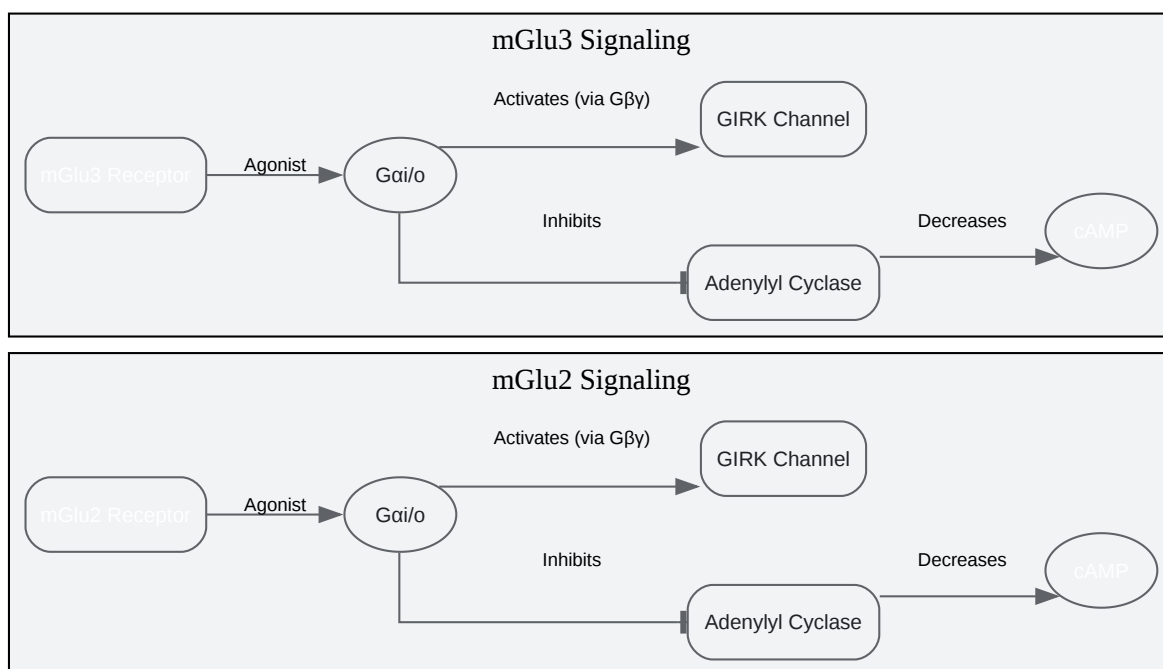 mGlu3 Signaling
Activates (via Gβγ)
GIRK Channel
mGlu3 Receptor
Agonist
Gαi/o
Inhibits
Decreases
cAMP
Adenylyl Cyclase
mGlu2 Signaling
Activates (via Gβγ)
GIRK Channel
mGlu2 Receptor
Agonist
Gαi/o
Inhibits
Decreases
cAMP
Adenylyl Cyclase